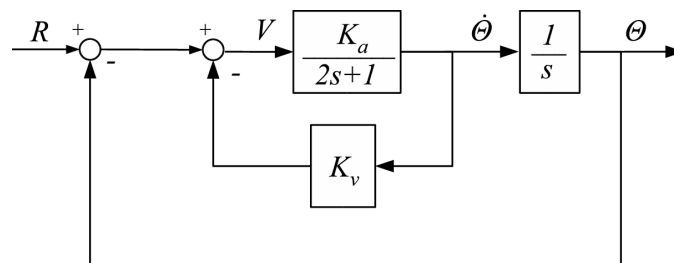 R + - + - V K_a / 2s+1 Θ̇ 1/s Θ
K_v